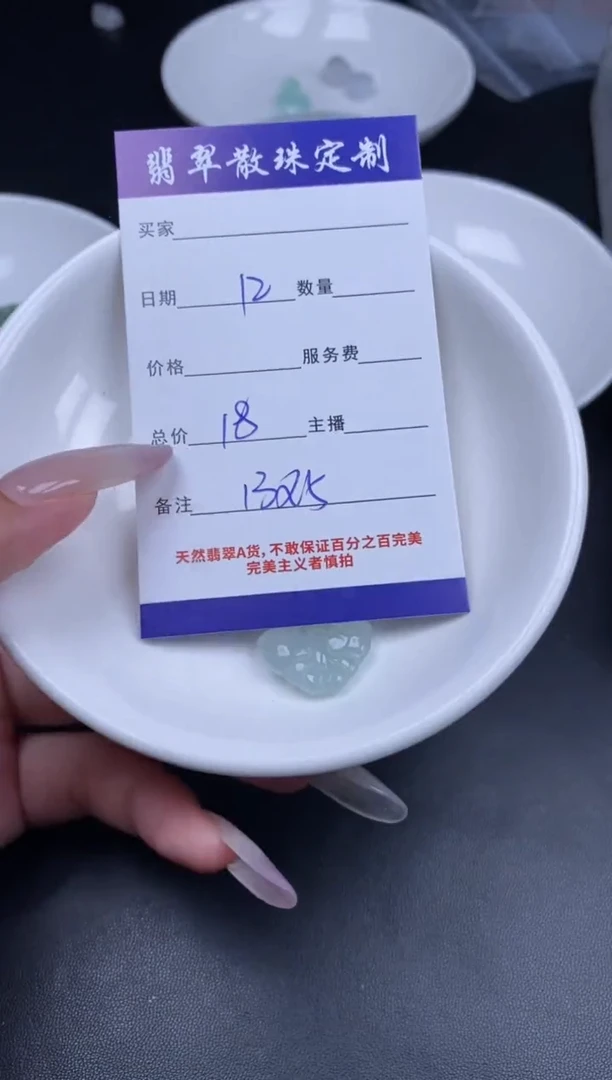 翡翠散珠定制
买家
日期 12 数量
价格 服务费
总价 18 主播
备注
天然翡翠A货,不敢保证百分之百完美
完美主义者慎拍